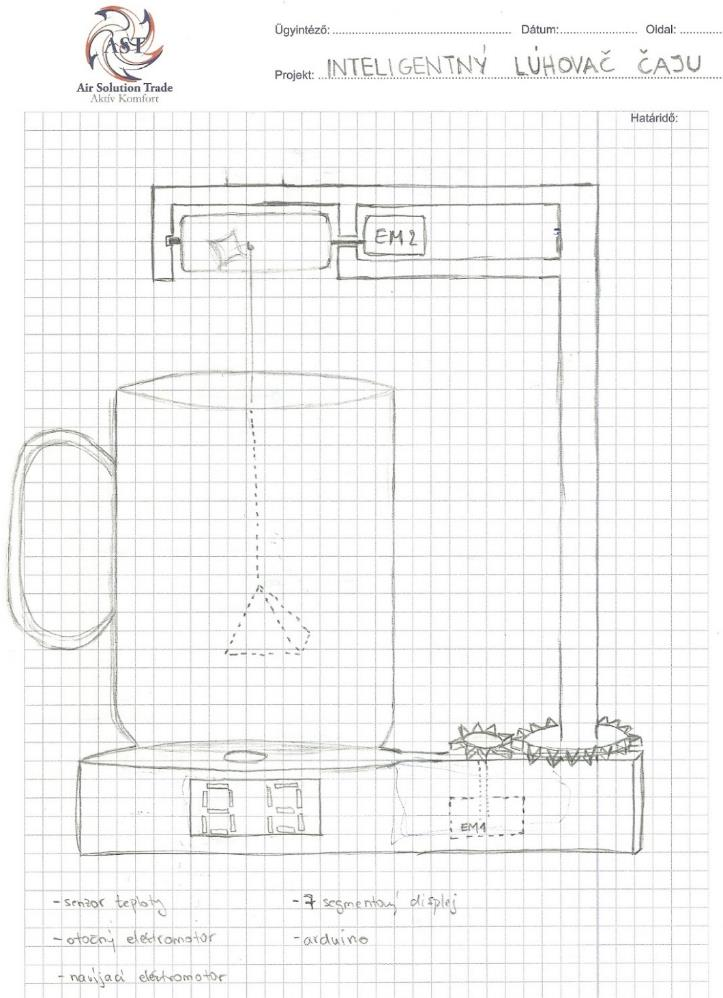 AST
Air Solution Trade
Aktív Komfort
Ügyintéző: Dátum: Oldal:
Projekt: INTELIGENTNÝ LÚHOVAČ ČAJU
Határidő:
EM2
EM1
- senzor teploty
- 7 segmentový displej
- otočný elektromotor
- arduino
- navíjací elektromotor